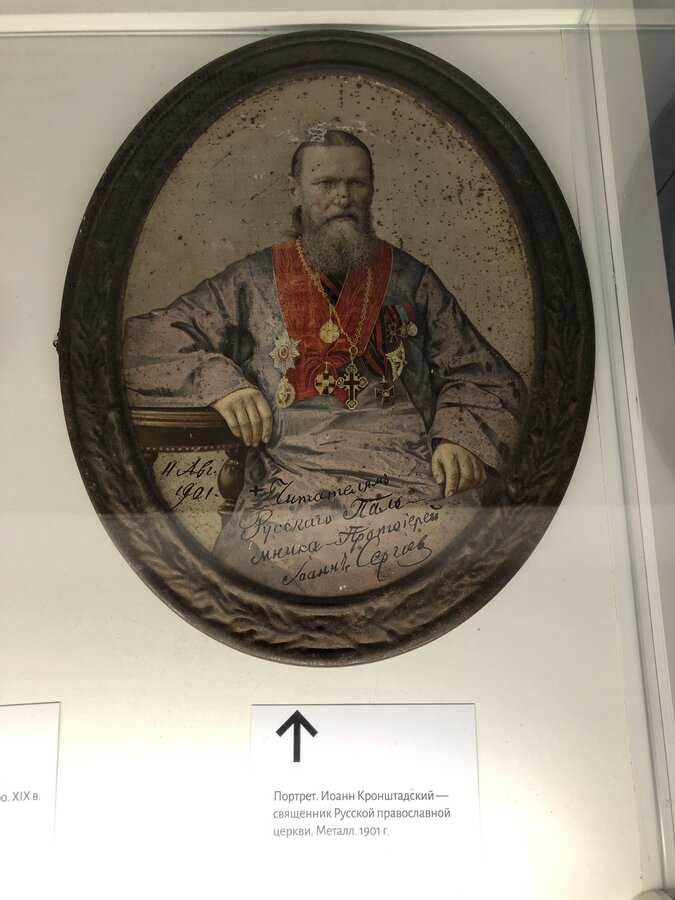 11 Авг.
1901.
+ Читателямъ
Русскаго Пало-
мника - Протоіерей
Іоаннъ Сергіев
о. XIX в.
Портрет. Иоанн Кронштадский —
священник Русской православной
церкви. Металл. 1901 г.